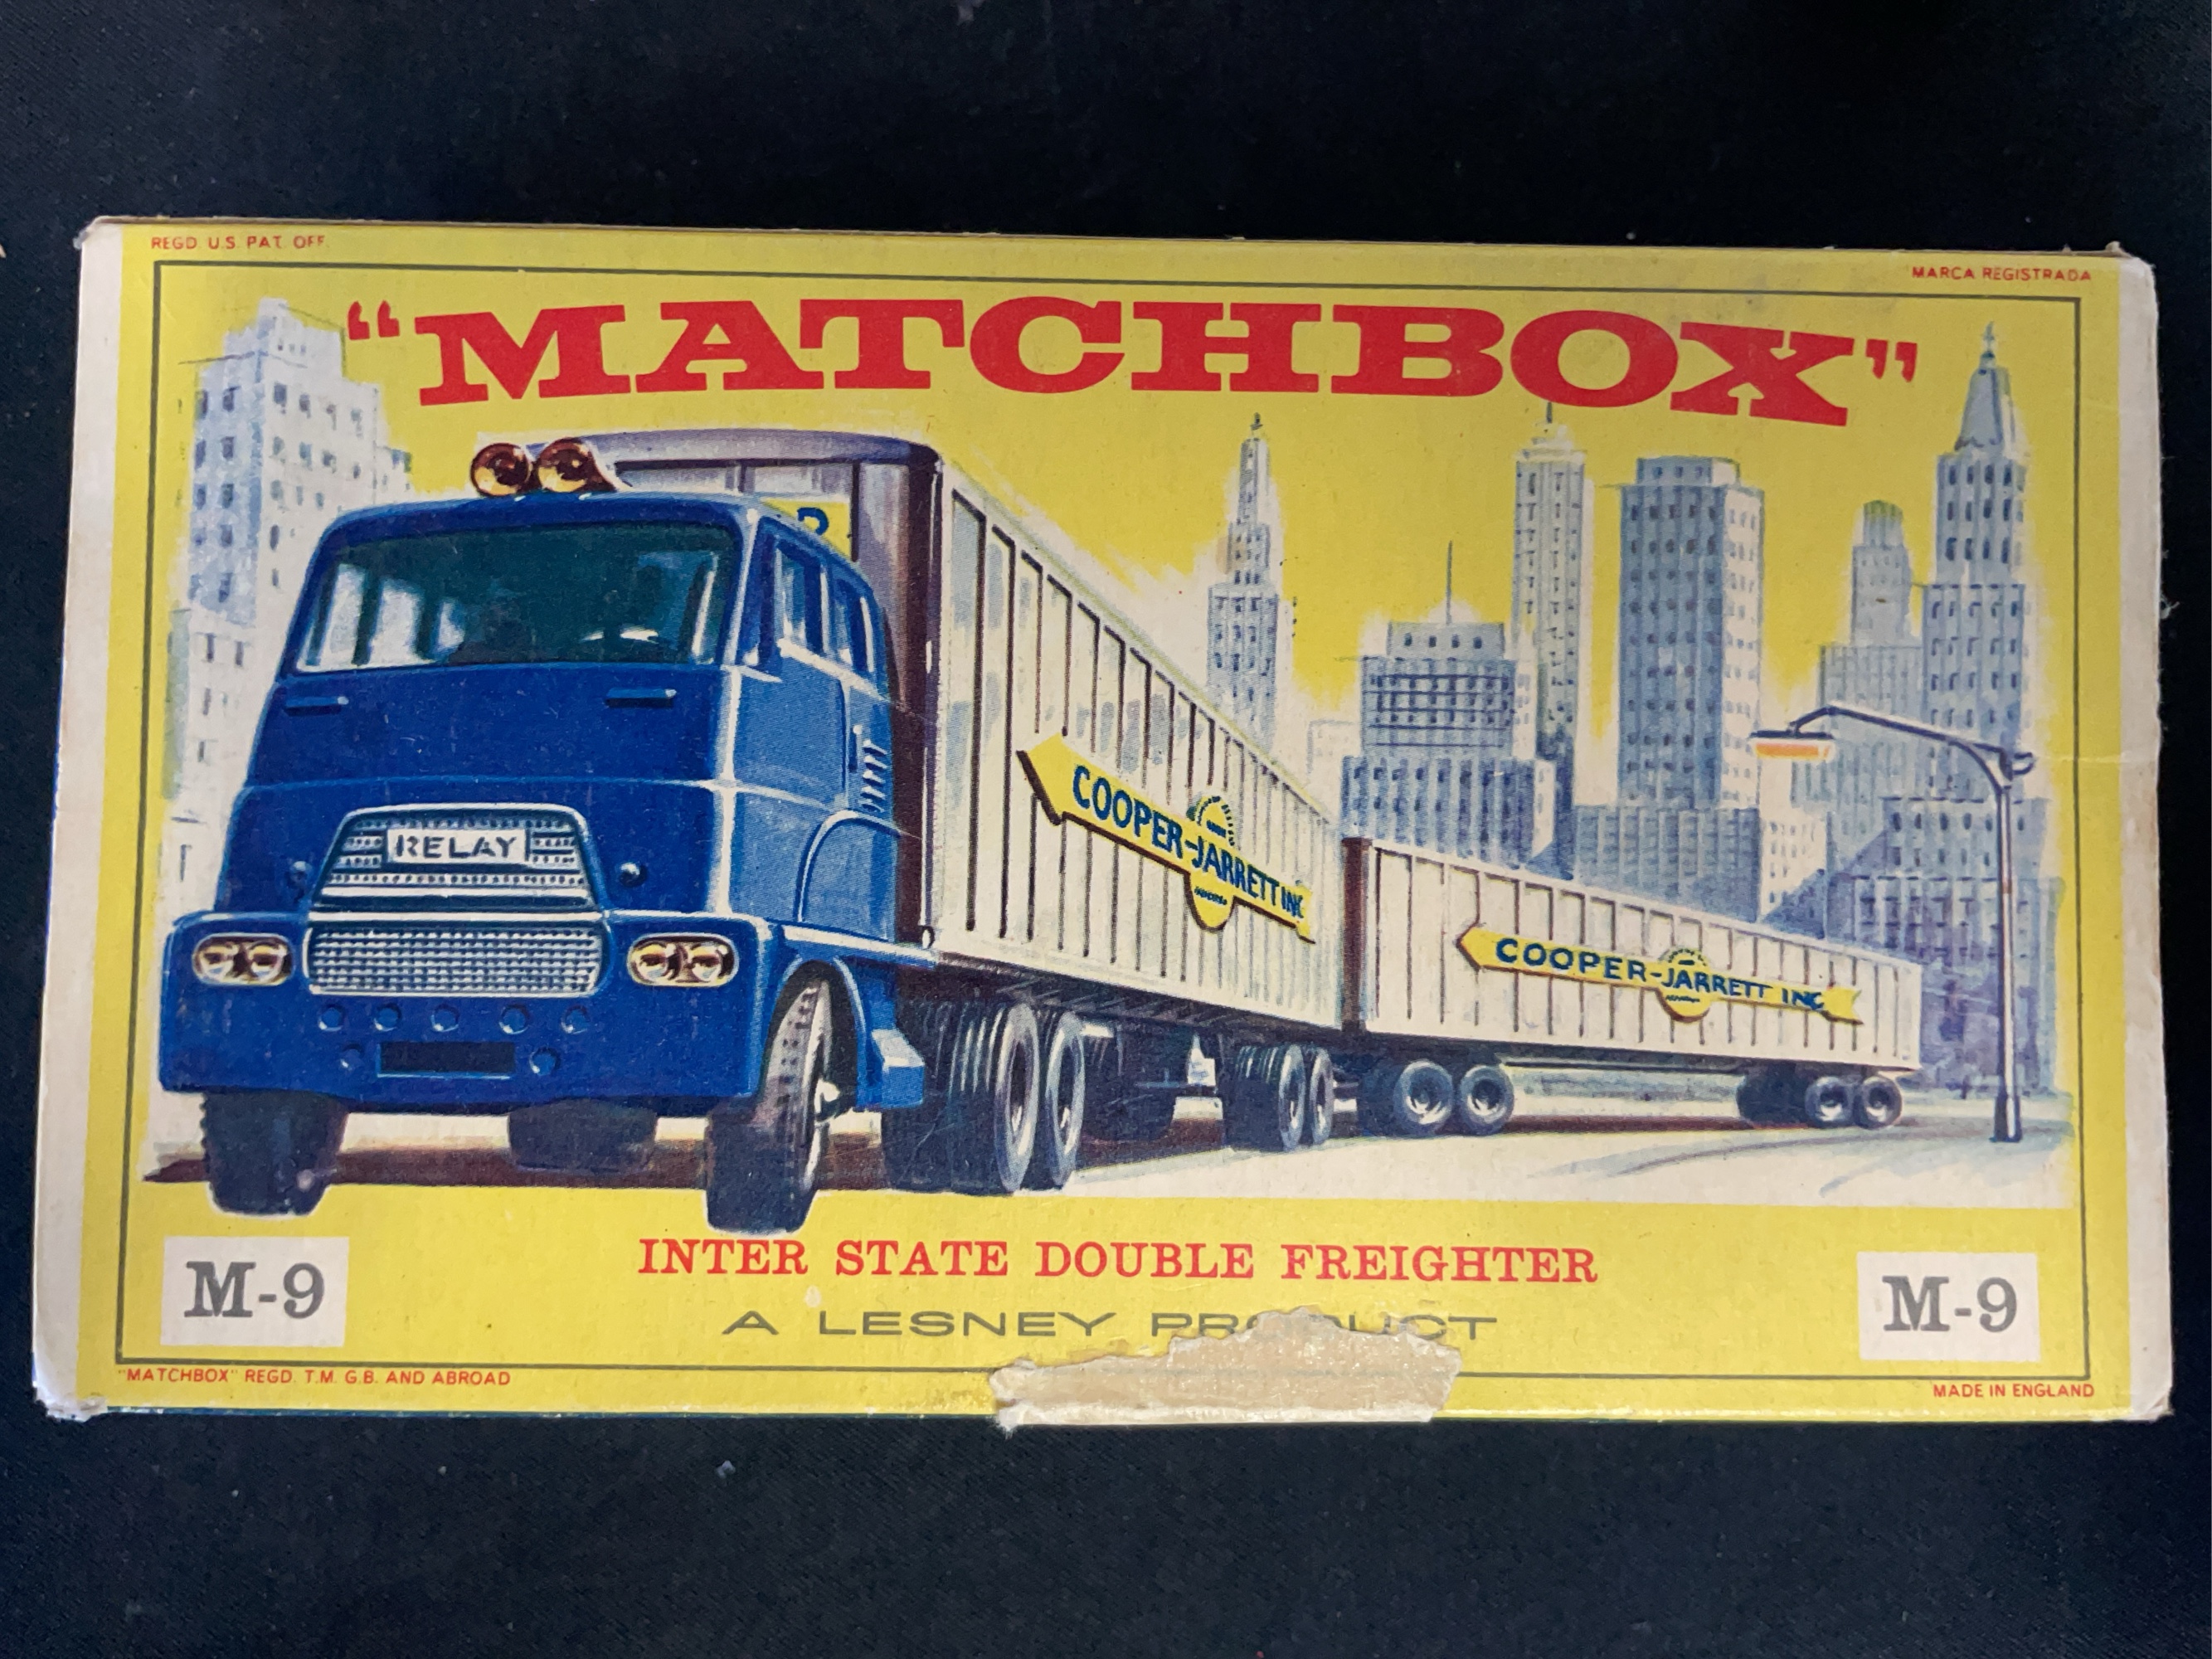 REGD. U.S. PAT. OFF.
MARCA REGISTRADA
"MATCHBOX"
R
COOPER-JARRETT INC
RELAY
COOPER-JARRETT INC
INTER STATE DOUBLE FREIGHTER
M-9
M-9
A LESNEY PRODUCT
"MATCHBOX" REGD. T.M. G.B. AND ABROAD
MADE IN ENGLAND